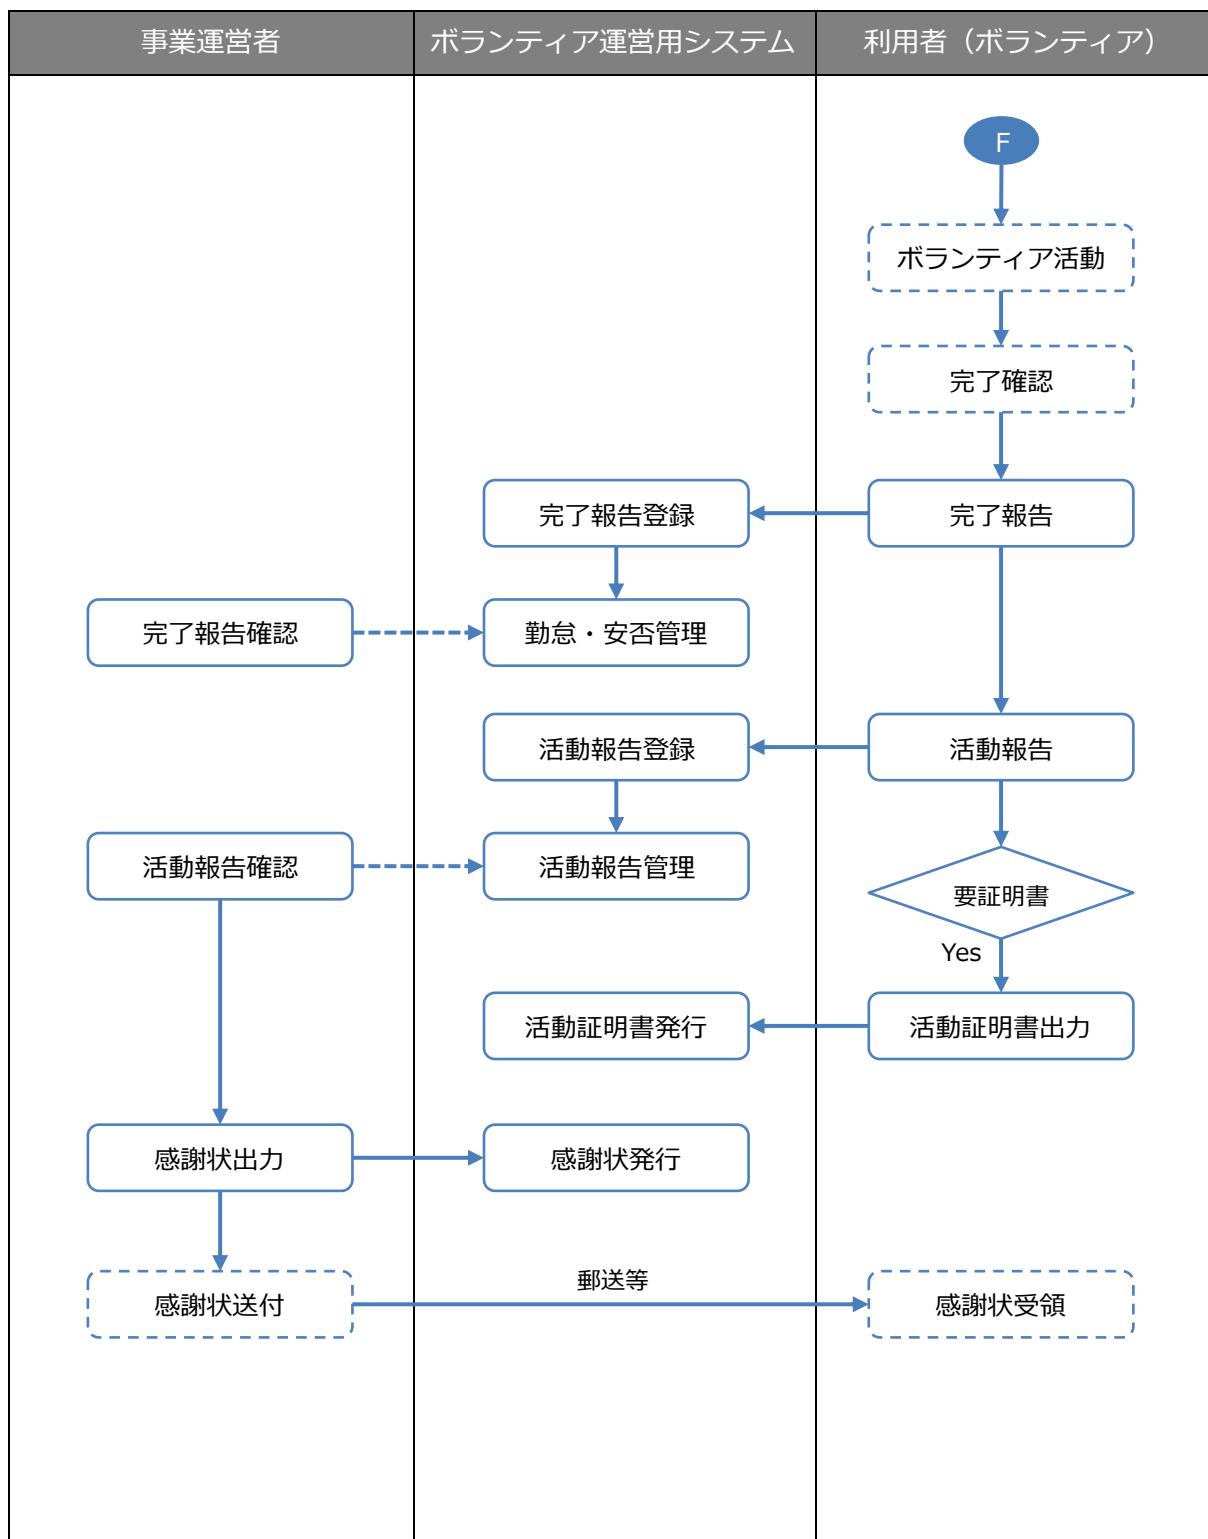 事業運営者
ボランティア運営用システム
利用者（ボランティア）
F
ボランティア活動
完了確認
完了報告登録
完了報告
完了報告確認
勤怠・安否管理
活動報告登録
活動報告
活動報告確認
活動報告管理
要証明書
Yes
活動証明書発行
活動証明書出力
感謝状出力
感謝状発行
郵送等
感謝状送付
感謝状受領